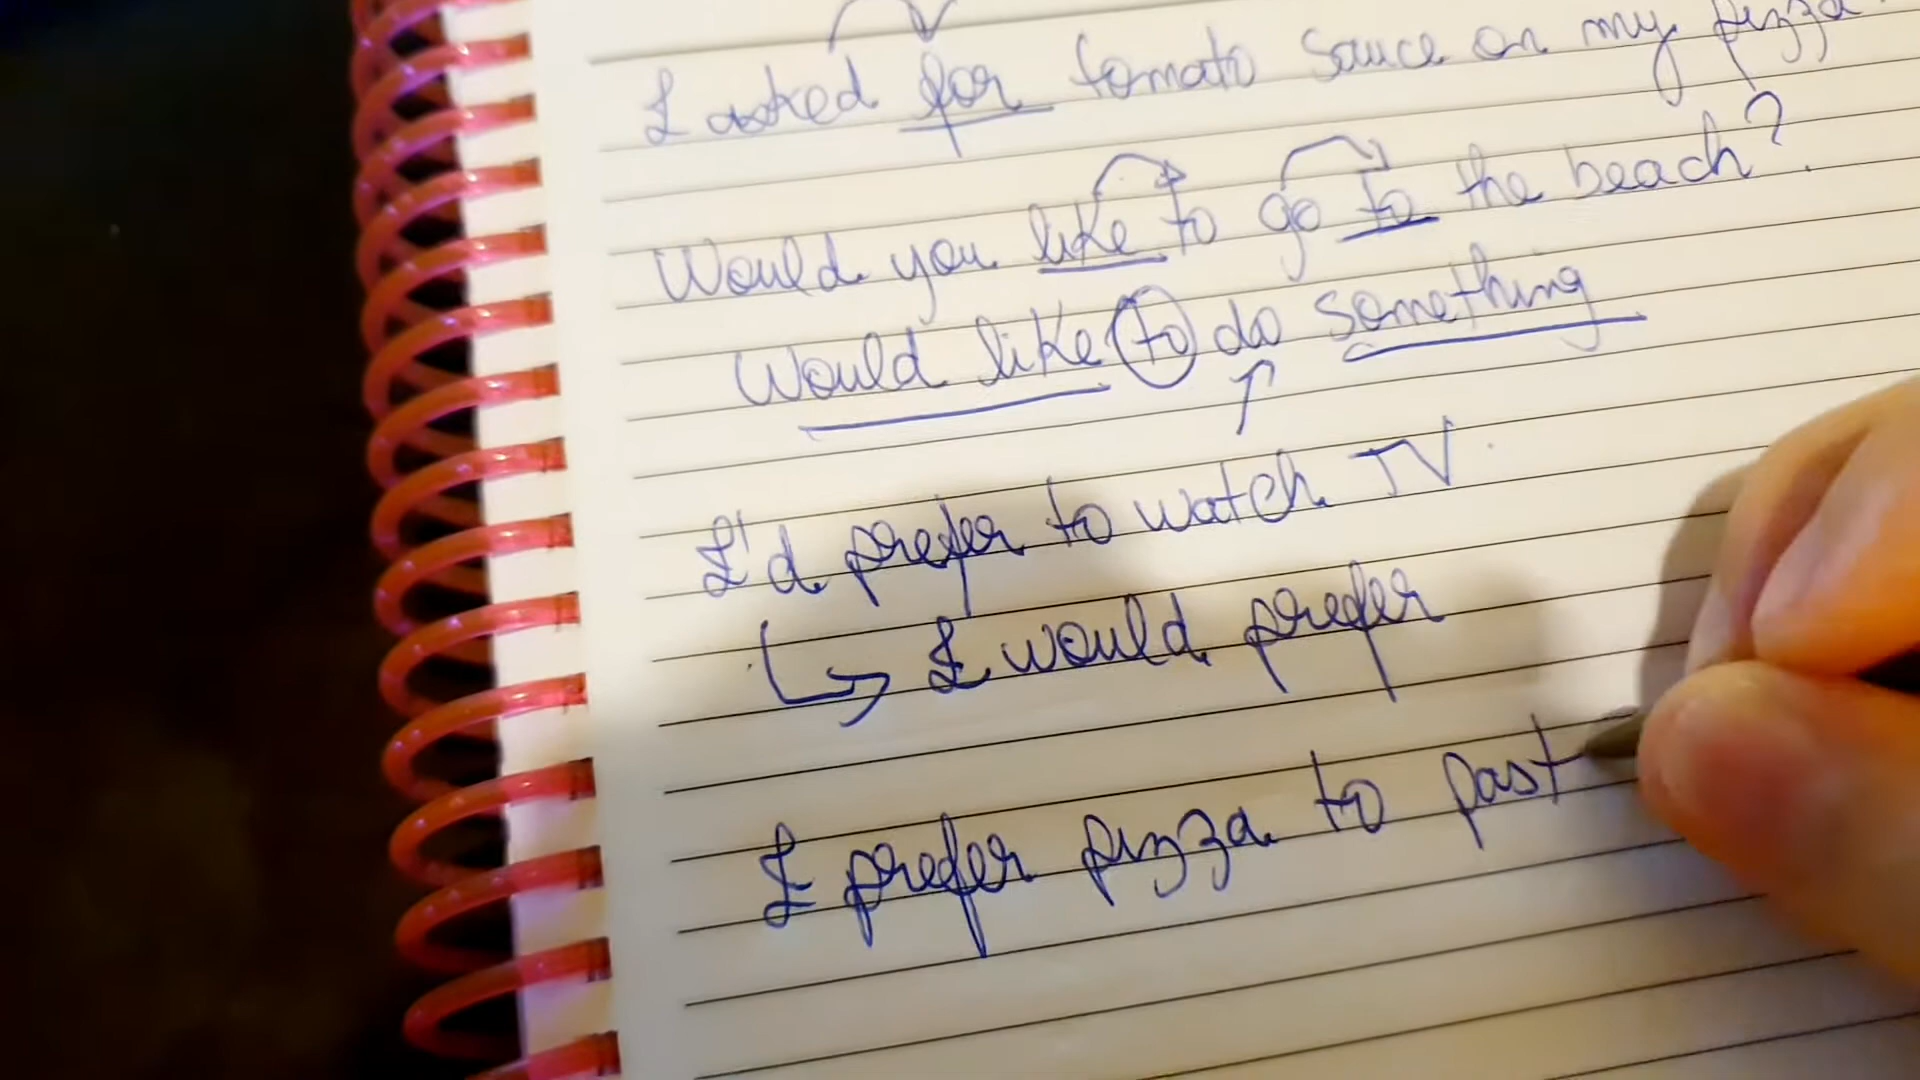 I asked for tomato sauce on my pizza
Would you like to go to the beach?
Would like to do something
I'd prefer to watch TV.
I would prefer
I prefer pizza to past